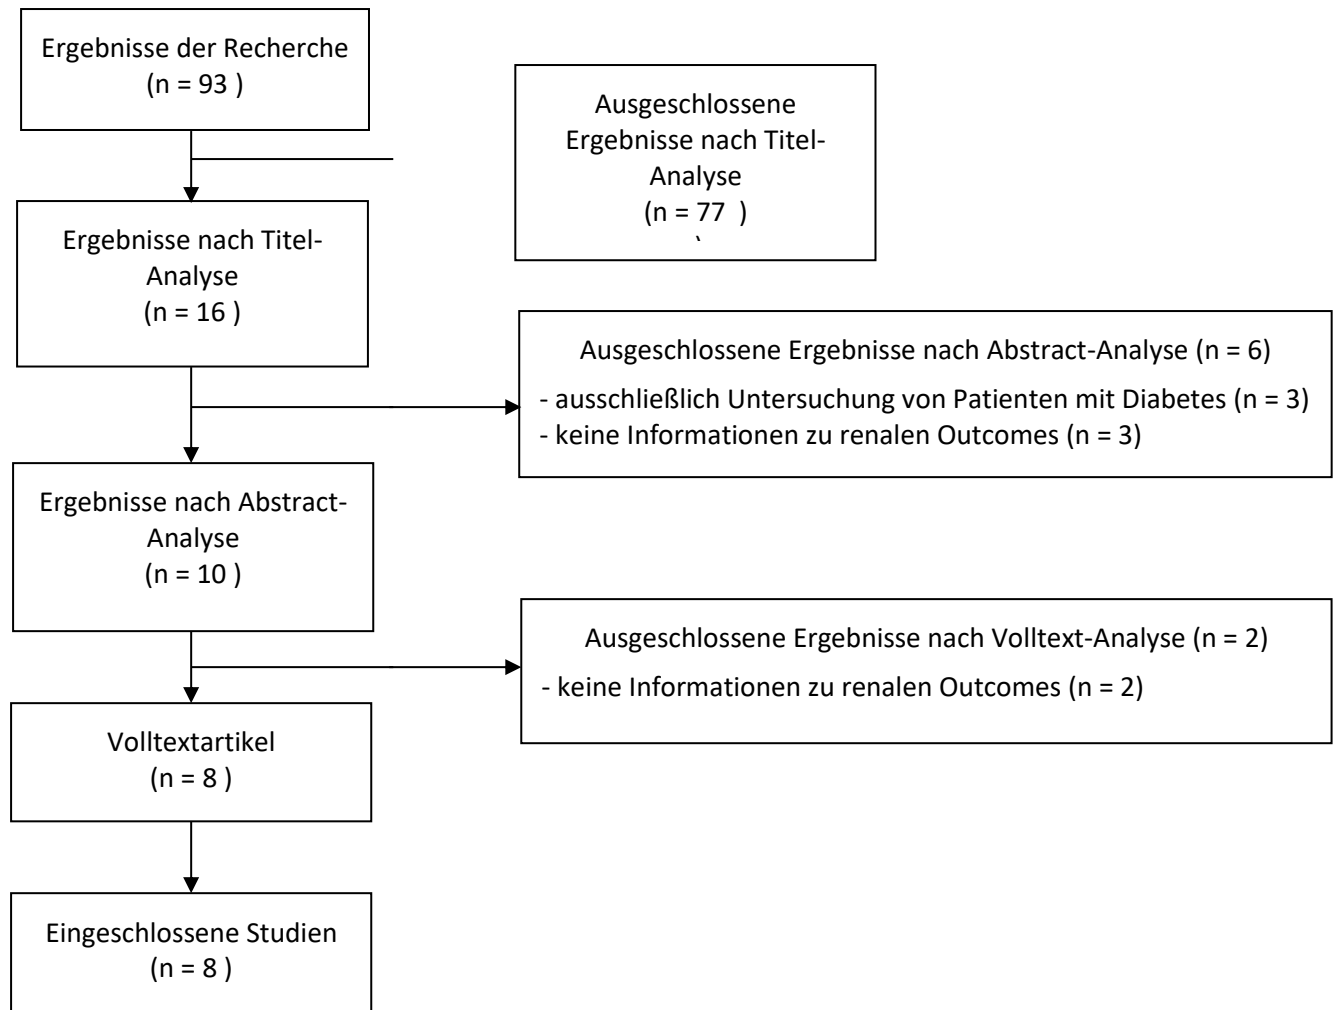 Ergebnisse der Recherche
(n = 93 )
Ausgeschlossene
Ergebnisse nach Titel-
Analyse
(n = 77  )
Ergebnisse nach Titel-
Analyse
(n = 16 )
Ausgeschlossene Ergebnisse nach Abstract-Analyse (n = 6)
- ausschließlich Untersuchung von Patienten mit Diabetes (n = 3)
- keine Informationen zu renalen Outcomes (n = 3)
Ergebnisse nach Abstract-
Analyse
(n = 10 )
Ausgeschlossene Ergebnisse nach Volltext-Analyse (n = 2)
- keine Informationen zu renalen Outcomes (n = 2)
Volltextartikel
(n = 8 )
Eingeschlossene Studien
(n = 8 )